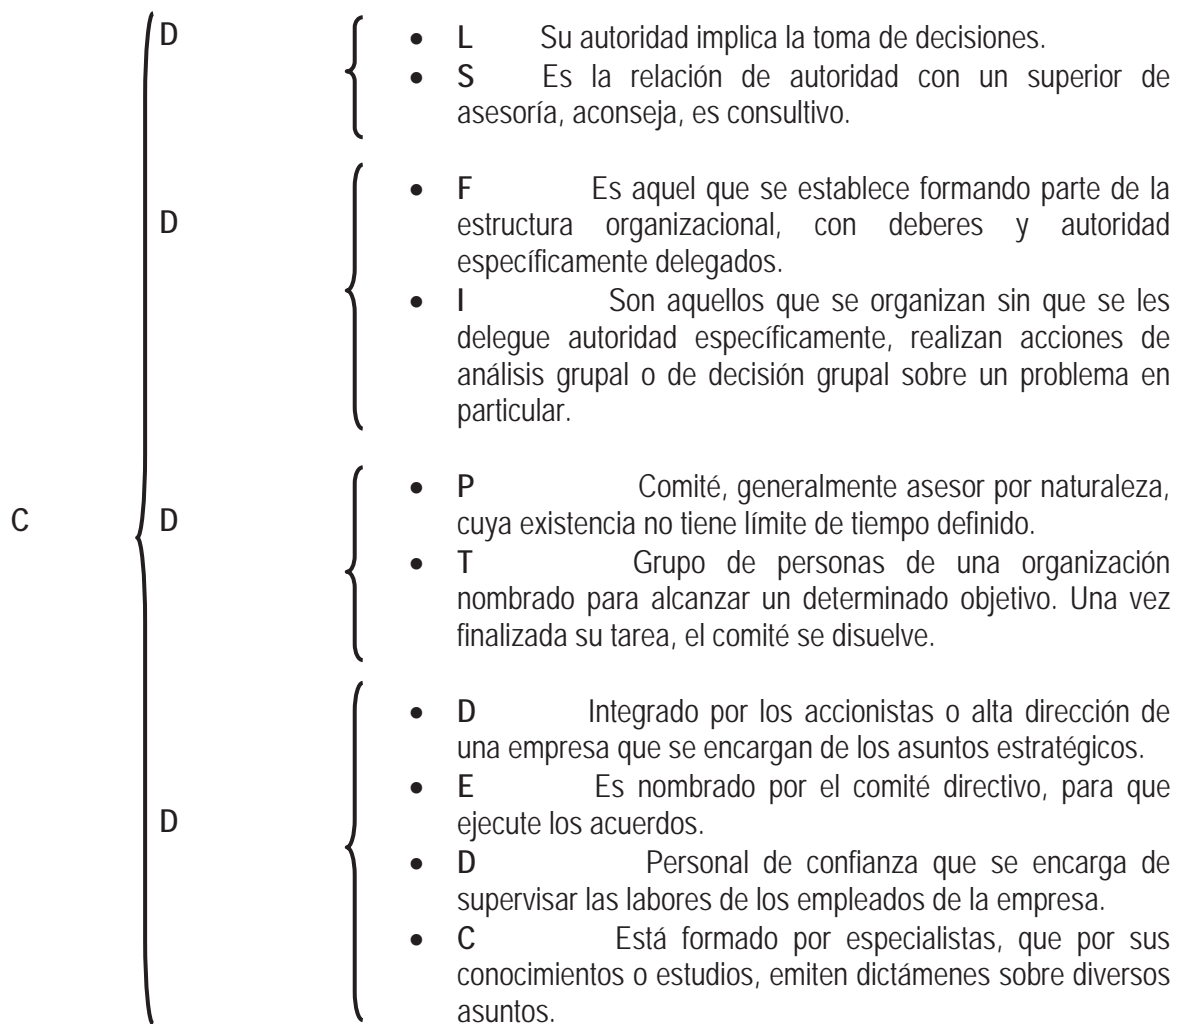 D
• L Su autoridad implica la toma de decisiones.
• S Es la relación de autoridad con un superior de
asesoría, aconseja, es consultivo.
D
• F Es aquel que se establece formando parte de la
estructura organizacional, con deberes y autoridad
específicamente delegados.
• I Son aquellos que se organizan sin que se les
delegue autoridad específicamente, realizan acciones de
análisis grupal o de decisión grupal sobre un problema en
particular.
C
D
• P Comité, generalmente asesor por naturaleza,
cuya existencia no tiene límite de tiempo definido.
• T Grupo de personas de una organización
nombrado para alcanzar un determinado objetivo. Una vez
finalizada su tarea, el comité se disuelve.
D
• D Integrado por los accionistas o alta dirección de
una empresa que se encargan de los asuntos estratégicos.
• E Es nombrado por el comité directivo, para que
ejecute los acuerdos.
• D Personal de confianza que se encarga de
supervisar las labores de los empleados de la empresa.
• C Está formado por especialistas, que por sus
conocimientos o estudios, emiten dictámenes sobre diversos
asuntos.